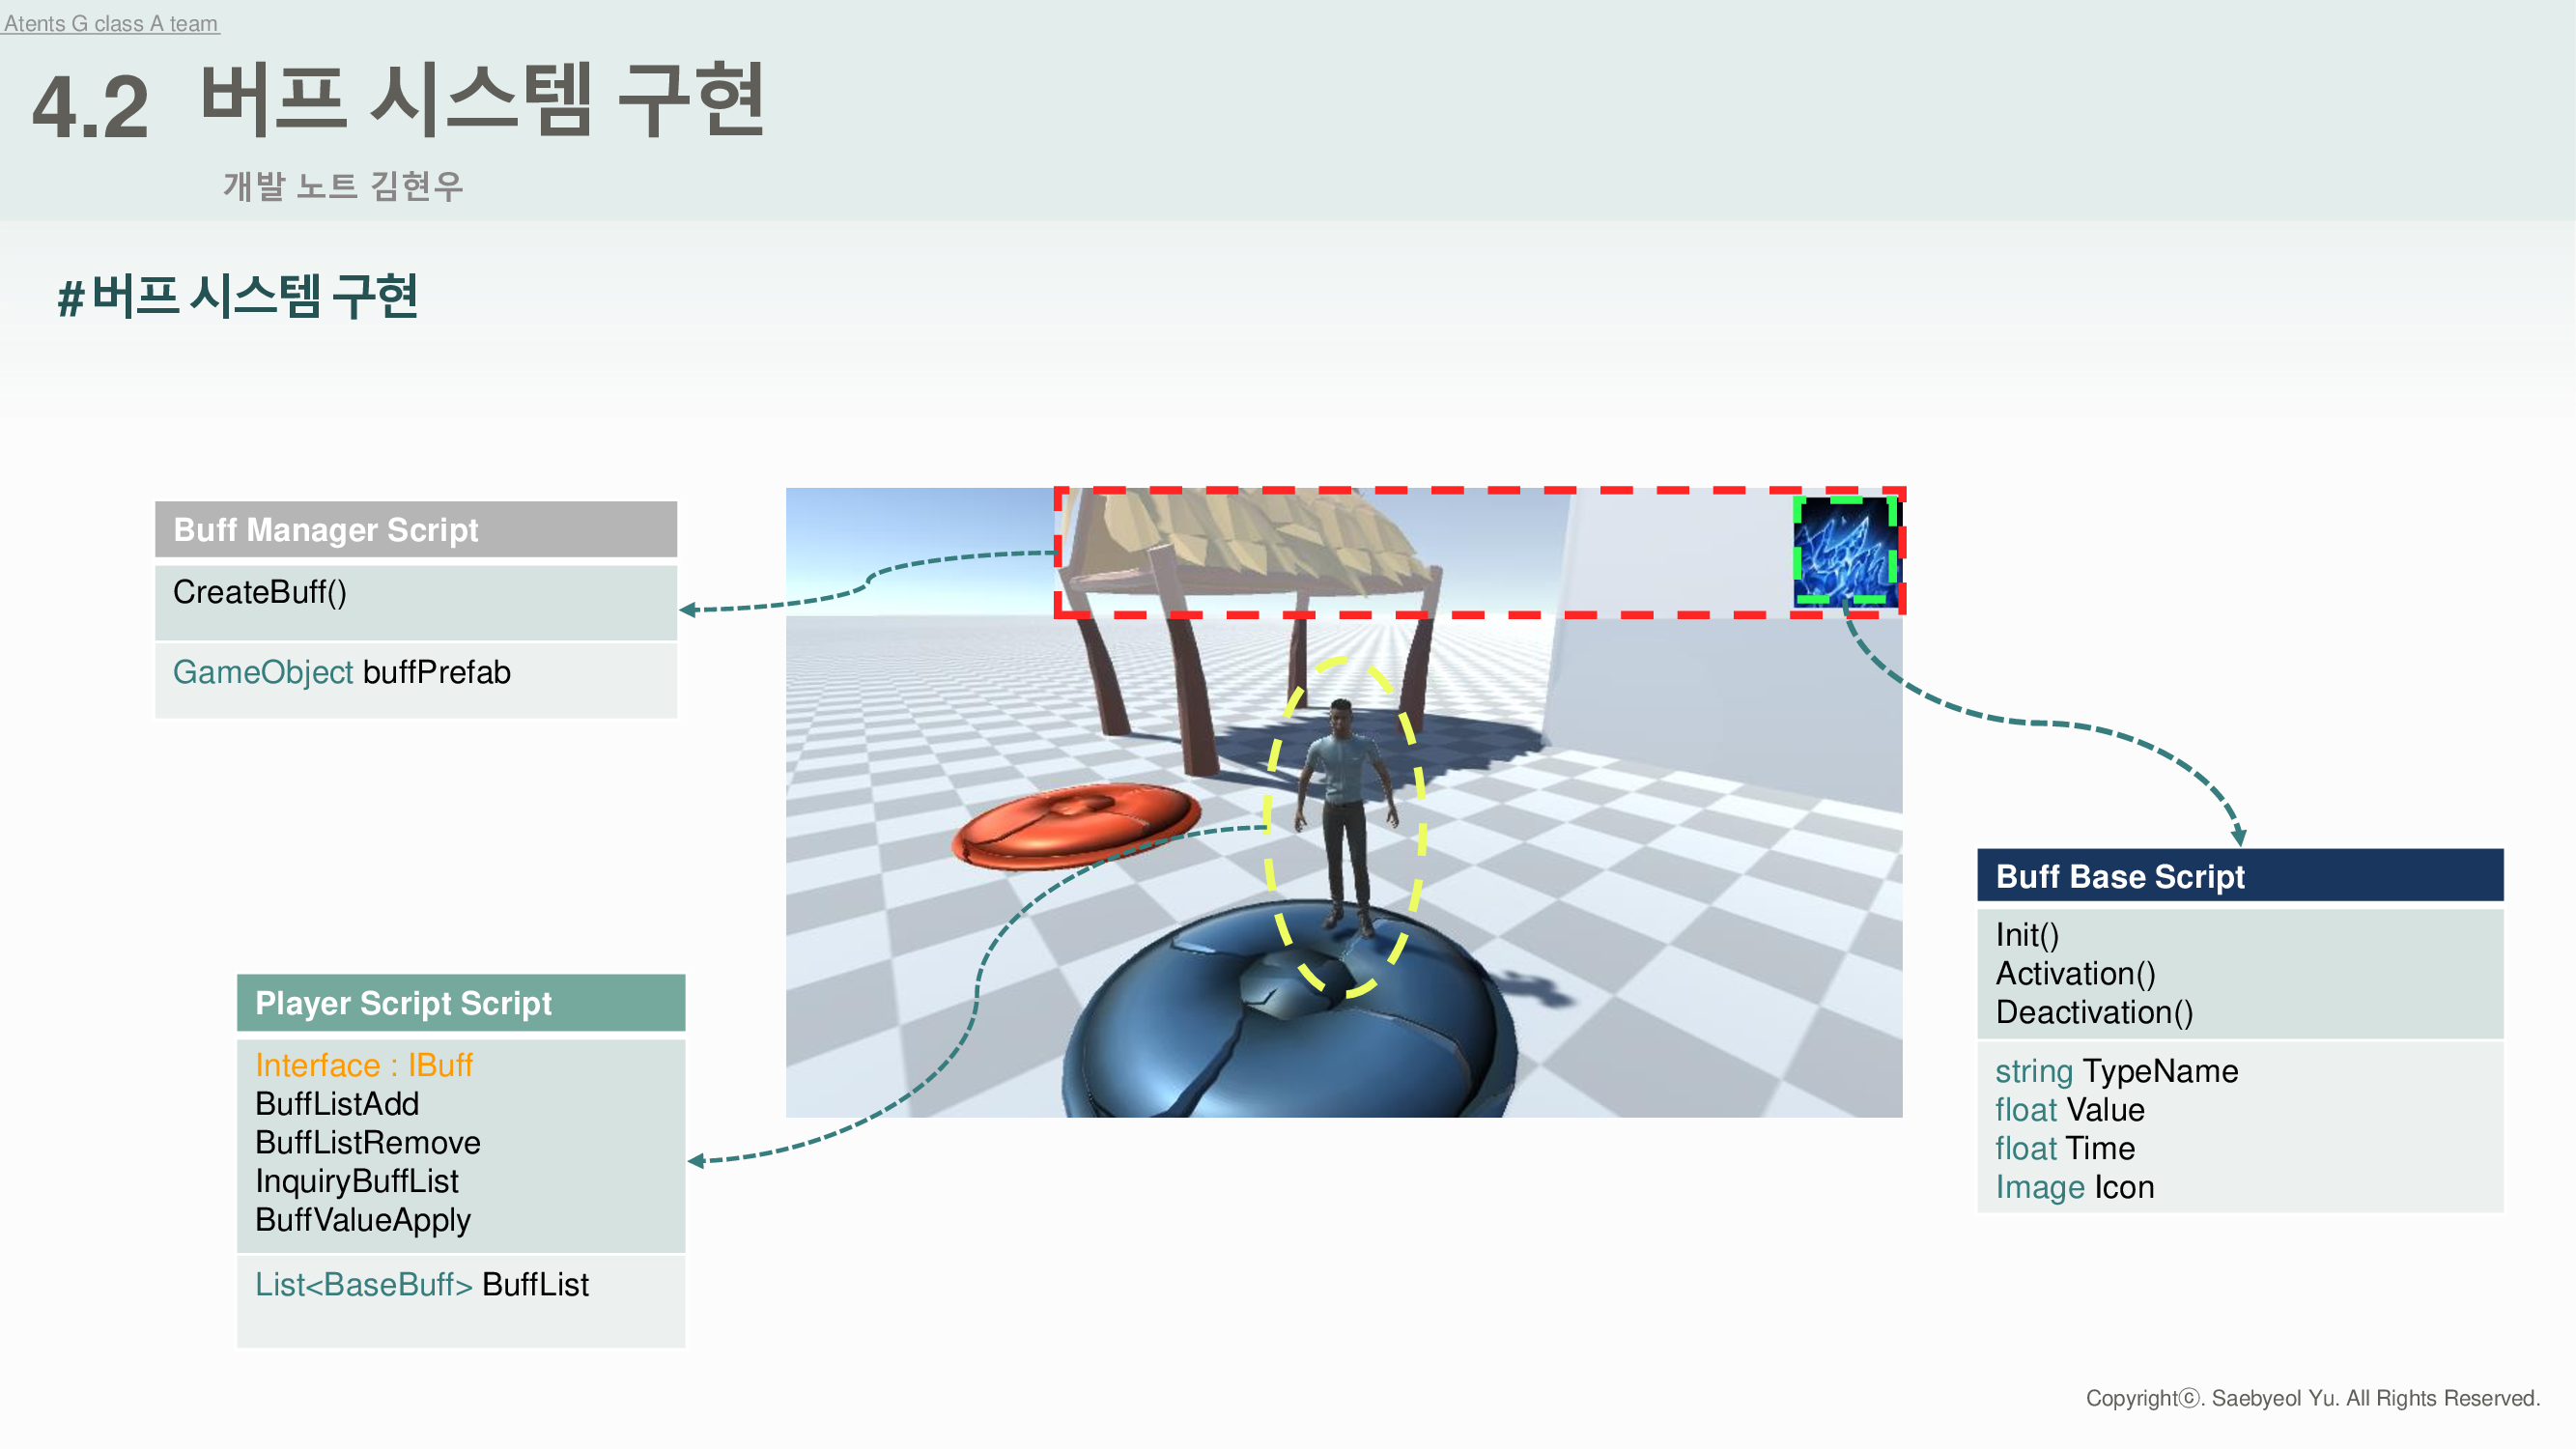 Atents G class A team
4.2 버프 시스템 구현
개발 노트 김현우
#버프 시스템 구현
Buff Manager Script
CreateBuff()
GameObject buffPrefab
Player Script Script
Interface : IBuff
BuffListAdd
BuffListRemove
InquiryBuffList
BuffValueApply
List<BaseBuff> BuffList
Buff Base Script
Init()
Activation()
Deactivation()
string TypeName
float Value
float Time
Image Icon
Copyrightⓒ. Saebyeol Yu. All Rights Reserved.